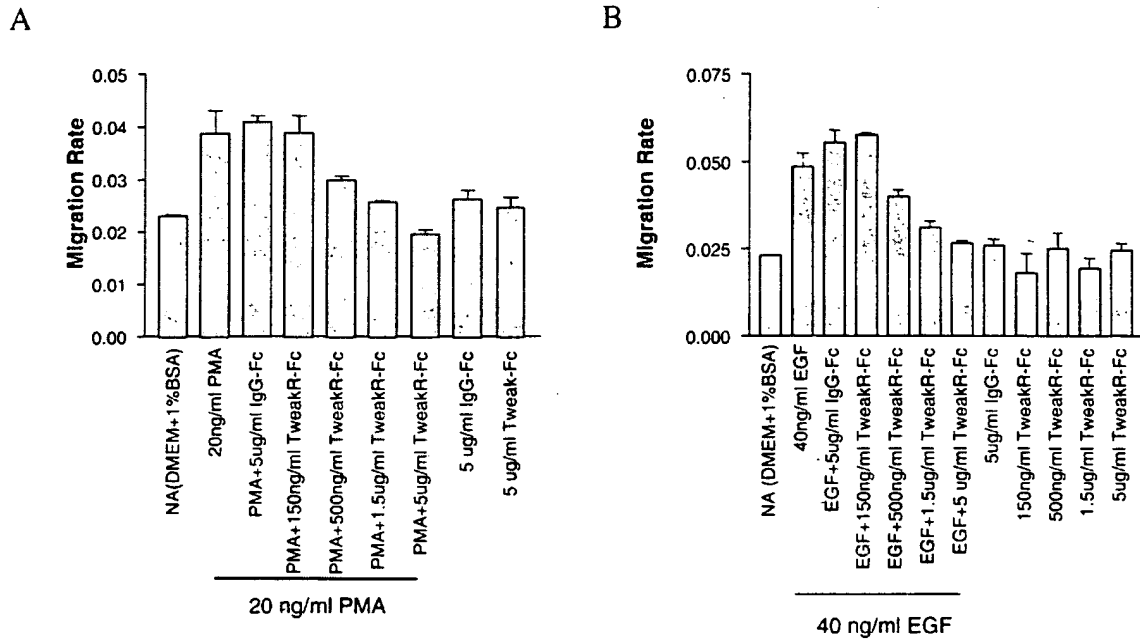 A
Migration Rate
0.05
0.04
0.03
0.02
0.01
0.00
NA(DMEM+1%BSA)
20ng/ml PMA
PMA+5ug/ml IgG-Fc
PMA+150ng/ml TweakR-Fc
PMA+500ng/ml TweakR-Fc
PMA+1.5ug/ml TweakR-Fc
PMA+5ug/ml TweakR-Fc
5 ug/ml IgG-Fc
5 ug/ml Tweak-Fc
20 ng/ml PMA
B
Migration Rate
0.075
0.050
0.025
0.000
NA (DMEM+1%BSA)
40ng/ml EGF
EGF+5ug/ml IgG-Fc
EGF+150ng/ml TweakR-Fc
EGF+500ng/ml TweakR-Fc
EGF+1.5ug/ml TweakR-Fc
EGF+5 ug/ml TweakR-Fc
5ug/ml IgG-Fc
150ng/ml TweakR-Fc
500ng/ml TweakR-Fc
1.5ug/ml TweakR-Fc
5ug/ml TweakR-Fc
40 ng/ml EGF